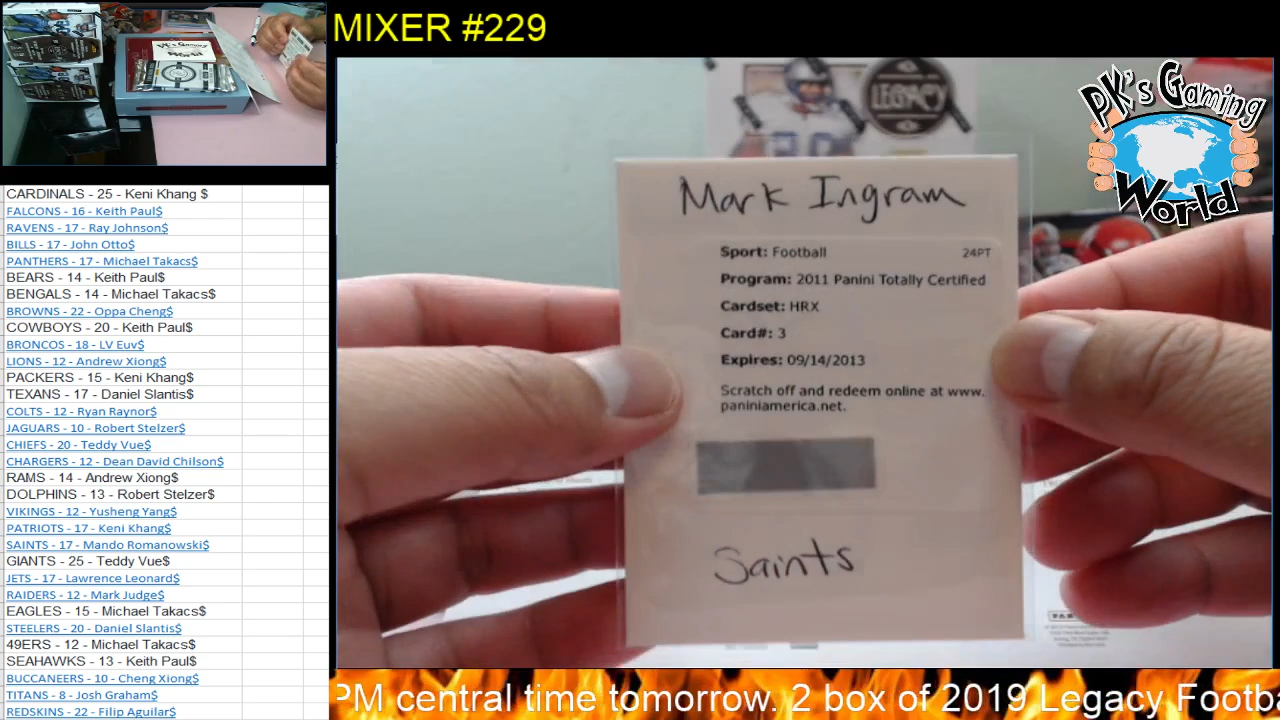 MIXER #229
PK's Gaming
World
LEGACY
CARDINALS - 25 - Keni Khang $
FALCONS - 16 - Keith Paul$
RAVENS - 17 - Ray Johnson$
BILLS - 17 - John Otto$
PANTHERS - 17 - Michael Takacs$
BEARS - 14 - Keith Paul$
BENGALS - 14 - Michael Takacs$
BROWNS - 22 - Oppa Cheng$
COWBOYS - 20 - Keith Paul$
BRONCOS - 18 - LV Euv$
LIONS - 12 - Andrew Xiong$
PACKERS - 15 - Keni Khang$
TEXANS - 17 - Daniel Slantis$
COLTS - 12 - Ryan Raynor$
JAGUARS - 10 - Robert Stelzer$
CHIEFS - 20 - Teddy Vue$
CHARGERS - 12 - Dean David Chilson$
RAMS - 14 - Andrew Xiong$
DOLPHINS - 13 - Robert Stelzer$
VIKINGS - 12 - Yusheng Yang$
PATRIOTS - 17 - Keni Khang$
SAINTS - 17 - Mando Romanowski$
GIANTS - 25 - Teddy Vue$
JETS - 17 - Lawrence Leonard$
RAIDERS - 12 - Mark Judge$
EAGLES - 15 - Michael Takacs$
STEELERS - 20 - Daniel Slantis$
49ERS - 12 - Michael Takacs$
SEAHAWKS - 13 - Keith Paul$
BUCCANEERS - 10 - Cheng Xiong$
TITANS - 8 - Josh Graham$
REDSKINS - 22 - Filip Aguilar$
Mark Ingram
Sport: Football 24PT
Program: 2011 Panini Totally Certified
Cardset: HRX
Card#: 3
Expires: 09/14/2013
Scratch off and redeem online at www.
paniniamerica.net.
Saints
PM central time tomorrow. 2 box of 2019 Legacy Footba